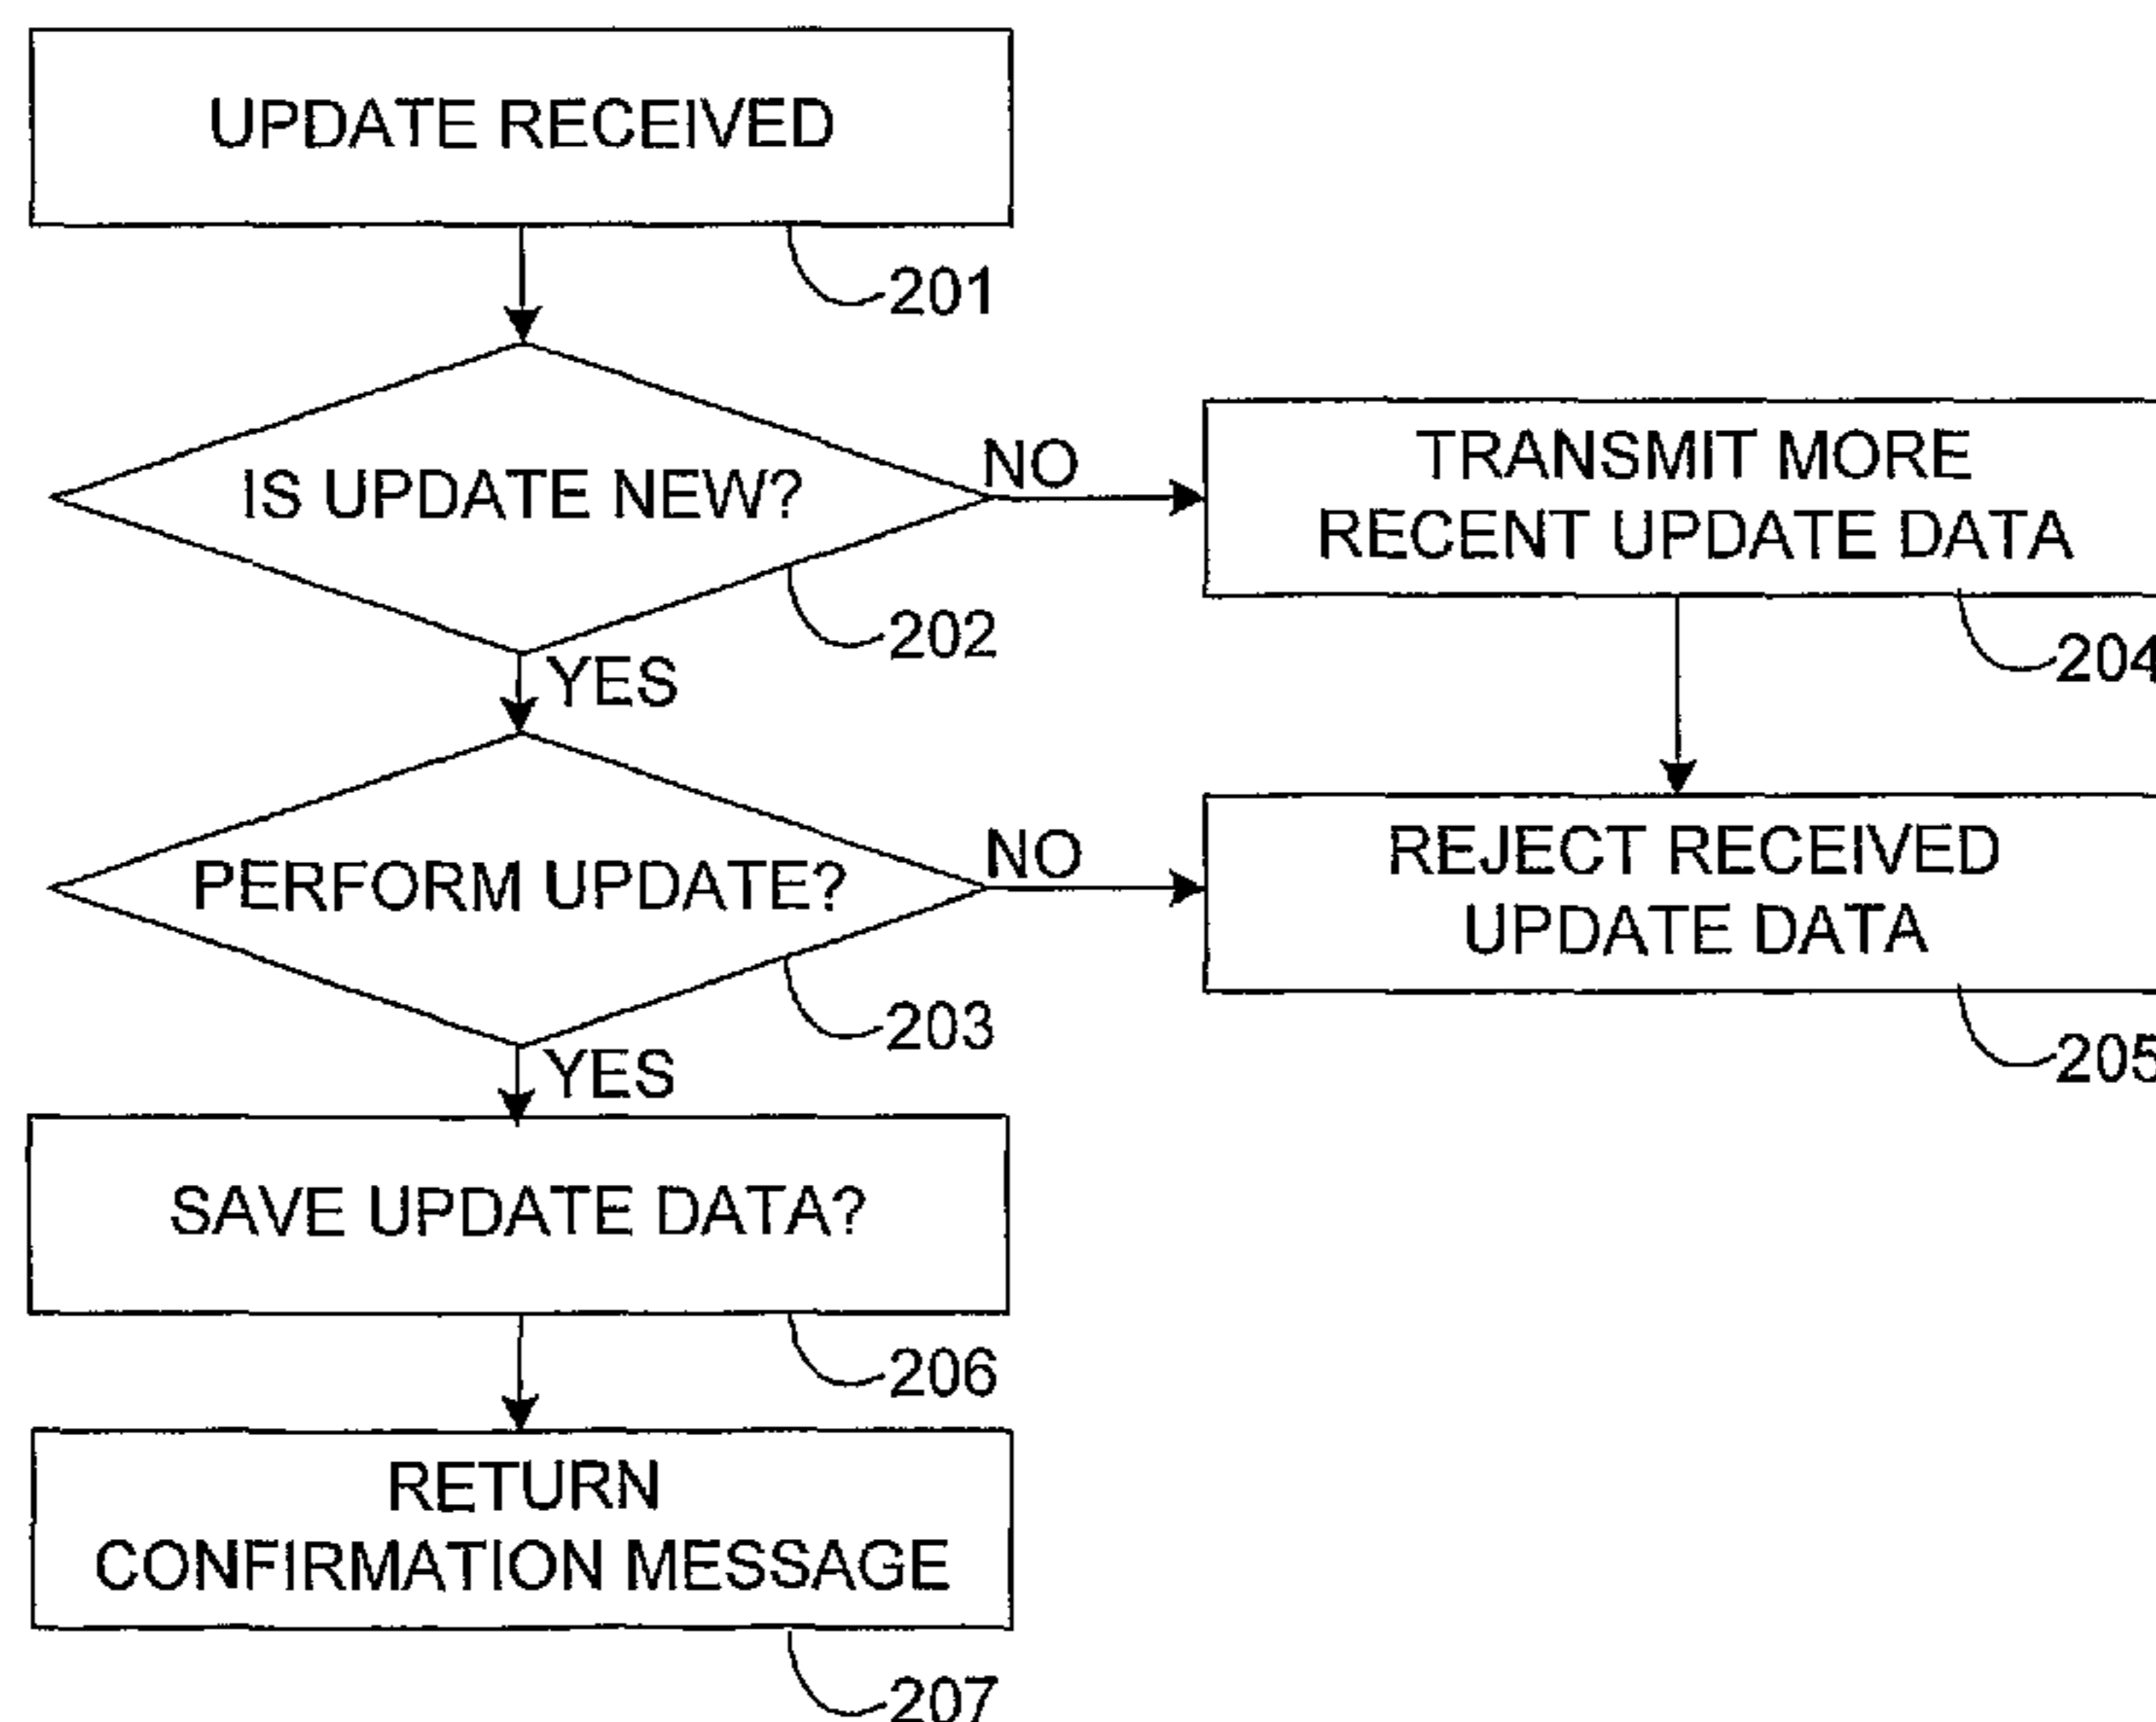 UPDATE RECEIVED
201
IS UPDATE NEW?
NO
202
YES
TRANSMIT MORE
RECENT UPDATE DATA
204
PERFORM UPDATE?
NO
203
YES
REJECT RECEIVED
UPDATE DATA
205
SAVE UPDATE DATA?
206
RETURN
CONFIRMATION MESSAGE
207